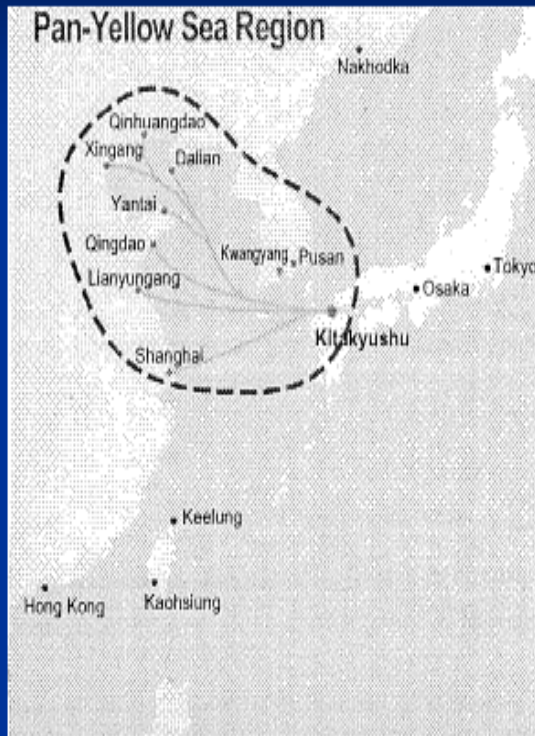 Pan-Yellow Sea Region
Nakhodka
Qinhuangdao
Xingang
Dalian
Yantai
Qingdao
Kwangyang
Pusan
Lianyungang
Tokyo
Osaka
Kitakyushu
Shanghai
Keelung
Hong Kong
Kaohsiung